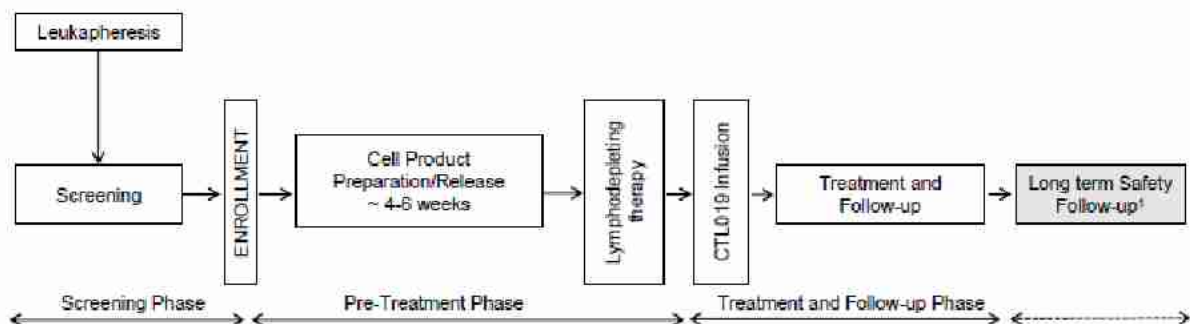 Leukapheresis
Screening
ENROLLMENT
Cell Product
Preparation/Release
~ 4-6 weeks
Lymphodepleting
therapy
CTL019 Infusion
Treatment and
Follow-up
Long term Safety
Follow-up¹
Screening Phase
Pre-Treatment Phase
Treatment and Follow-up Phase